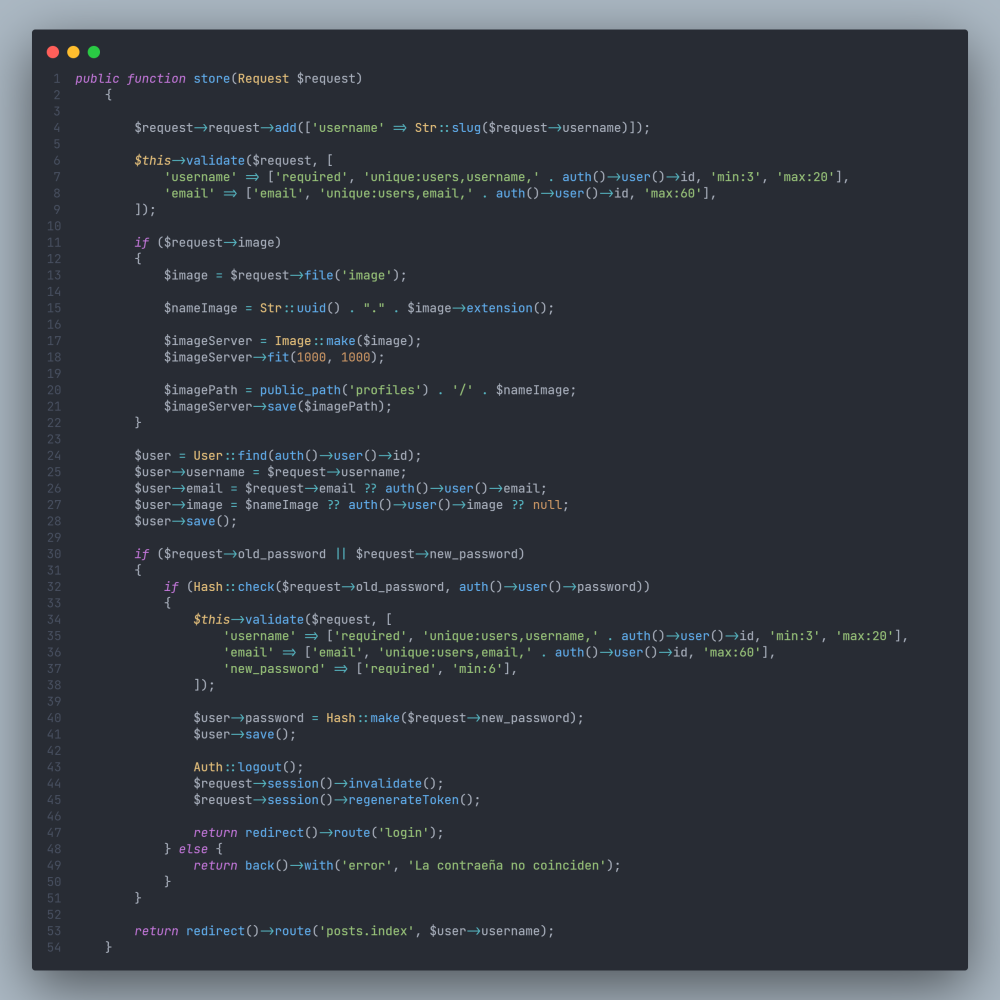 1 public function store(Request $request)
2 {
3
4 $request->request->add(['username' => Str::slug($request->username)]);
5
6 $this->validate($request, [
7 'username' => ['required', 'unique:users,username,' . auth()->user()->id, 'min:3', 'max:20'],
8 'email' => ['email', 'unique:users,email,' . auth()->user()->id, 'max:60'],
9 ]);
10
11 if ($request->image)
12 {
13 $image = $request->file('image');
14
15 $nameImage = Str::uuid() . "." . $image->extension();
16
17 $imageServer = Image::make($image);
18 $imageServer->fit(1000, 1000);
19
20 $imagePath = public_path('profiles') . '/' . $nameImage;
21 $imageServer->save($imagePath);
22 }
23
24 $user = User::find(auth()->user()->id);
25 $user->username = $request->username;
26 $user->email = $request->email ?? auth()->user()->email;
27 $user->image = $nameImage ?? auth()->user()->image ?? null;
28 $user->save();
29
30 if ($request->old_password || $request->new_password)
31 {
32 if (Hash::check($request->old_password, auth()->user()->password))
33 {
34 $this->validate($request, [
35 'username' => ['required', 'unique:users,username,' . auth()->user()->id, 'min:3', 'max:20'],
36 'email' => ['email', 'unique:users,email,' . auth()->user()->id, 'max:60'],
37 'new_password' => ['required', 'min:6'],
38 ]);
39
40 $user->password = Hash::make($request->new_password);
41 $user->save();
42
43 Auth::logout();
44 $request->session()->invalidate();
45 $request->session()->regenerateToken();
46
47 return redirect()->route('login');
48 } else {
49 return back()->with('error', 'La contraeña no coinciden');
50 }
51 }
52
53 return redirect()->route('posts.index', $user->username);
54 }